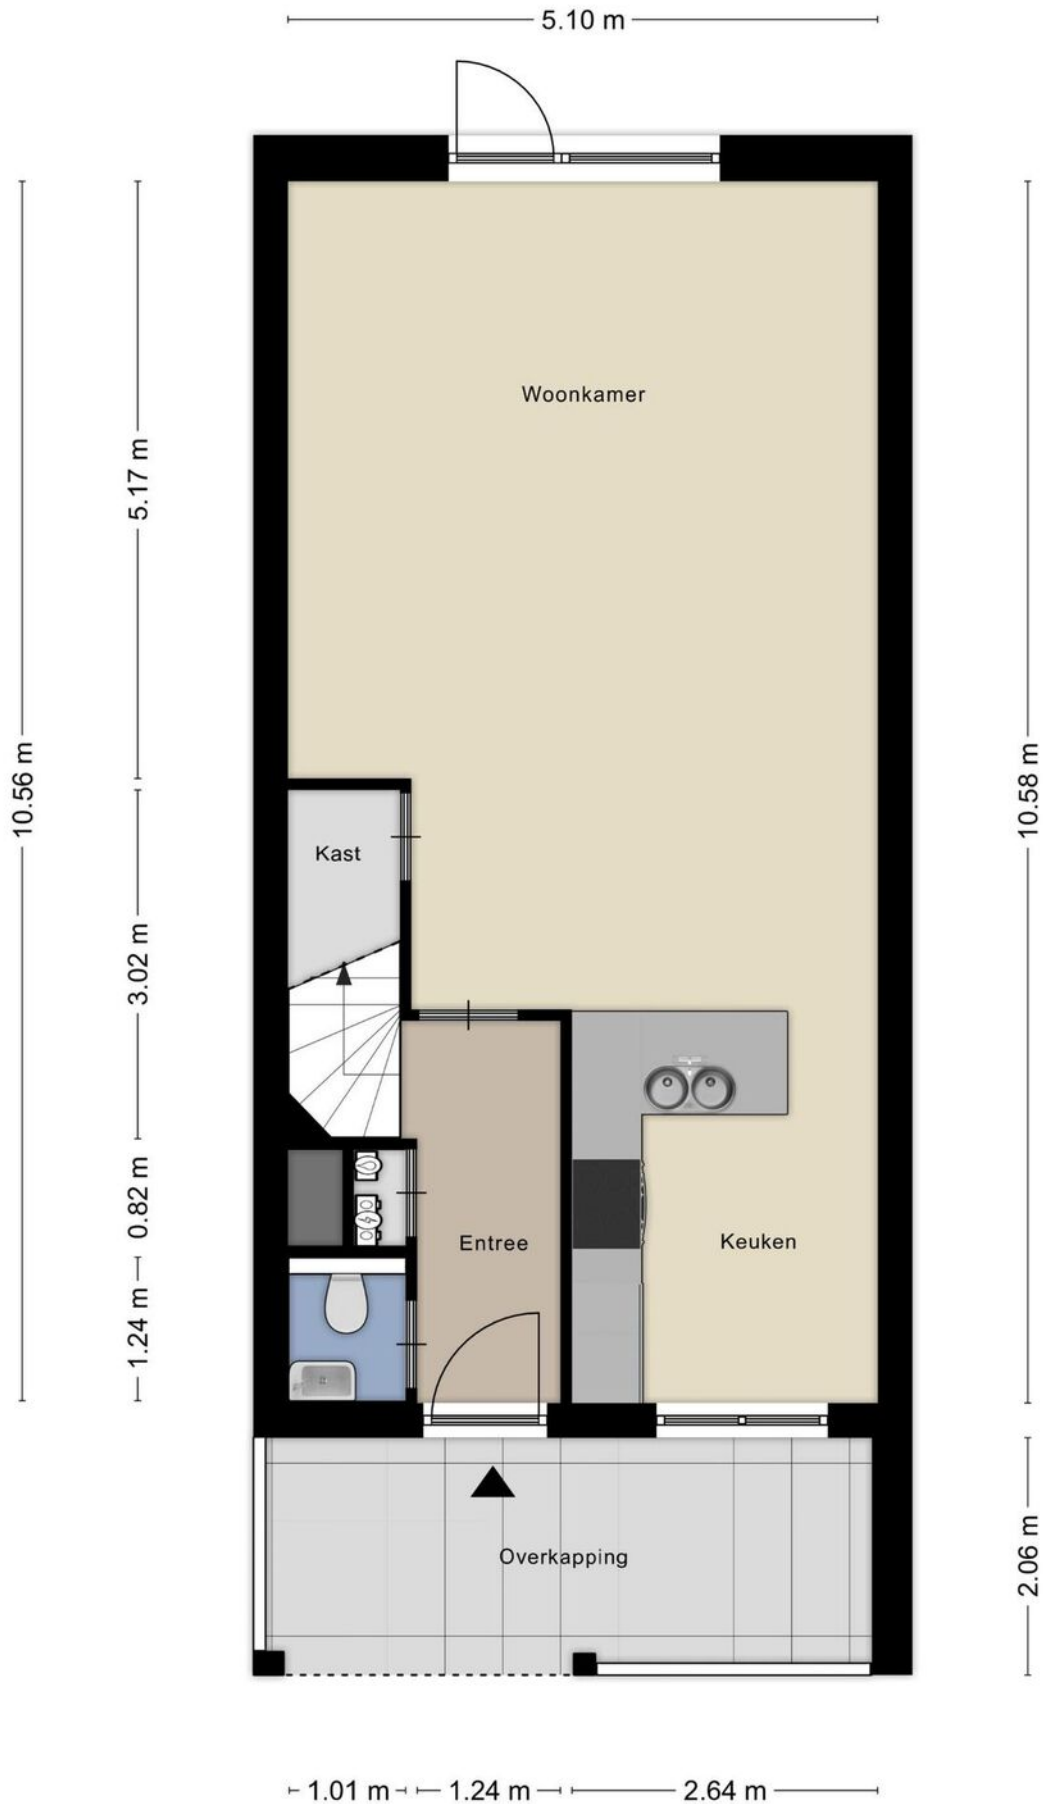 5.10 m
Woonkamer
5.17 m
10.56 m
10.58 m
Kast
3.02 m
0.82 m
Entree
Keuken
1.24 m
Overkapping
2.06 m
1.01 m
1.24 m
2.64 m